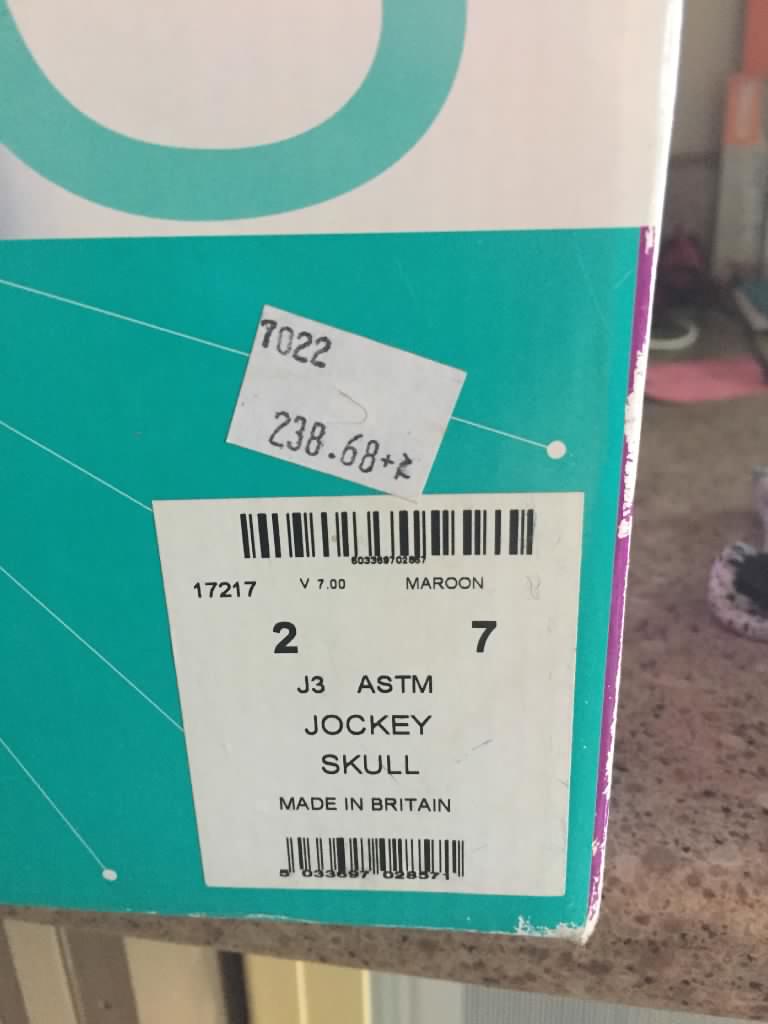 7022
238.68+Z
17217 V 7.00 MAROON
2 7
J3 ASTM
JOCKEY
SKULL
MADE IN BRITAIN
5 033697 028571